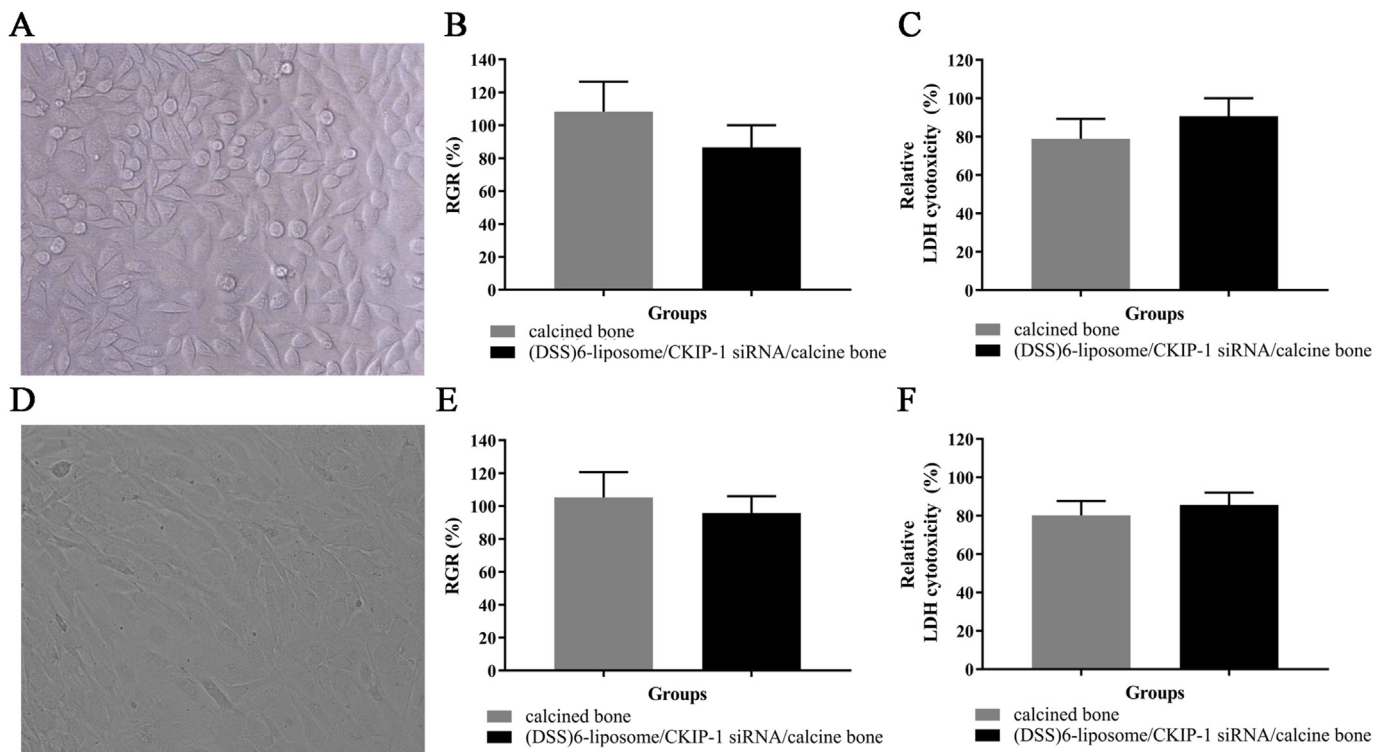 A
B
C
140
120
100
80
60
40
20
0
RGR (%)
Groups
calcined bone
(DSS)6-liposome/CKIP-1 siRNA/calcine bone
120
100
80
60
40
20
0
Relative
LDH cytotoxicity (%)
Groups
calcined bone
(DSS)6-liposome/CKIP-1 siRNA/calcine bone
D
E
F
140
120
100
80
60
40
20
0
RGR (%)
Groups
calcined bone
(DSS)6-liposome/CKIP-1 siRNA/calcine bone
120
100
80
60
40
20
0
Relative
LDH cytotoxicity (%)
Groups
calcined bone
(DSS)6-liposome/CKIP-1 siRNA/calcine bone